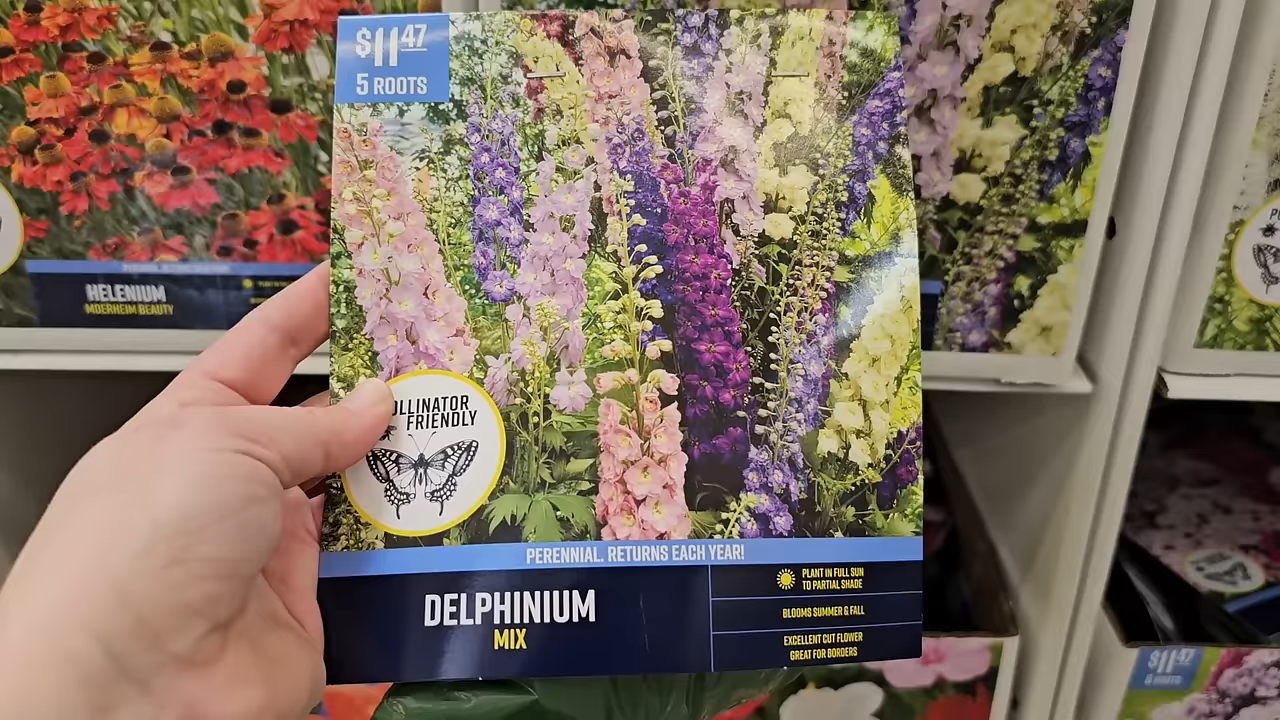 $11.47
5 ROOTS
OLLINATOR
FRIENDLY
PERENNIAL. RETURNS EACH YEAR!
DELPHINIUM
MIX
PLANT IN FULL SUN
TO PARTIAL SHADE
BLOOMS SUMMER & FALL
EXCELLENT CUT FLOWER
GREAT FOR BORDERS
HELENIUM
MOERHEIM BEAUTY
$11.47